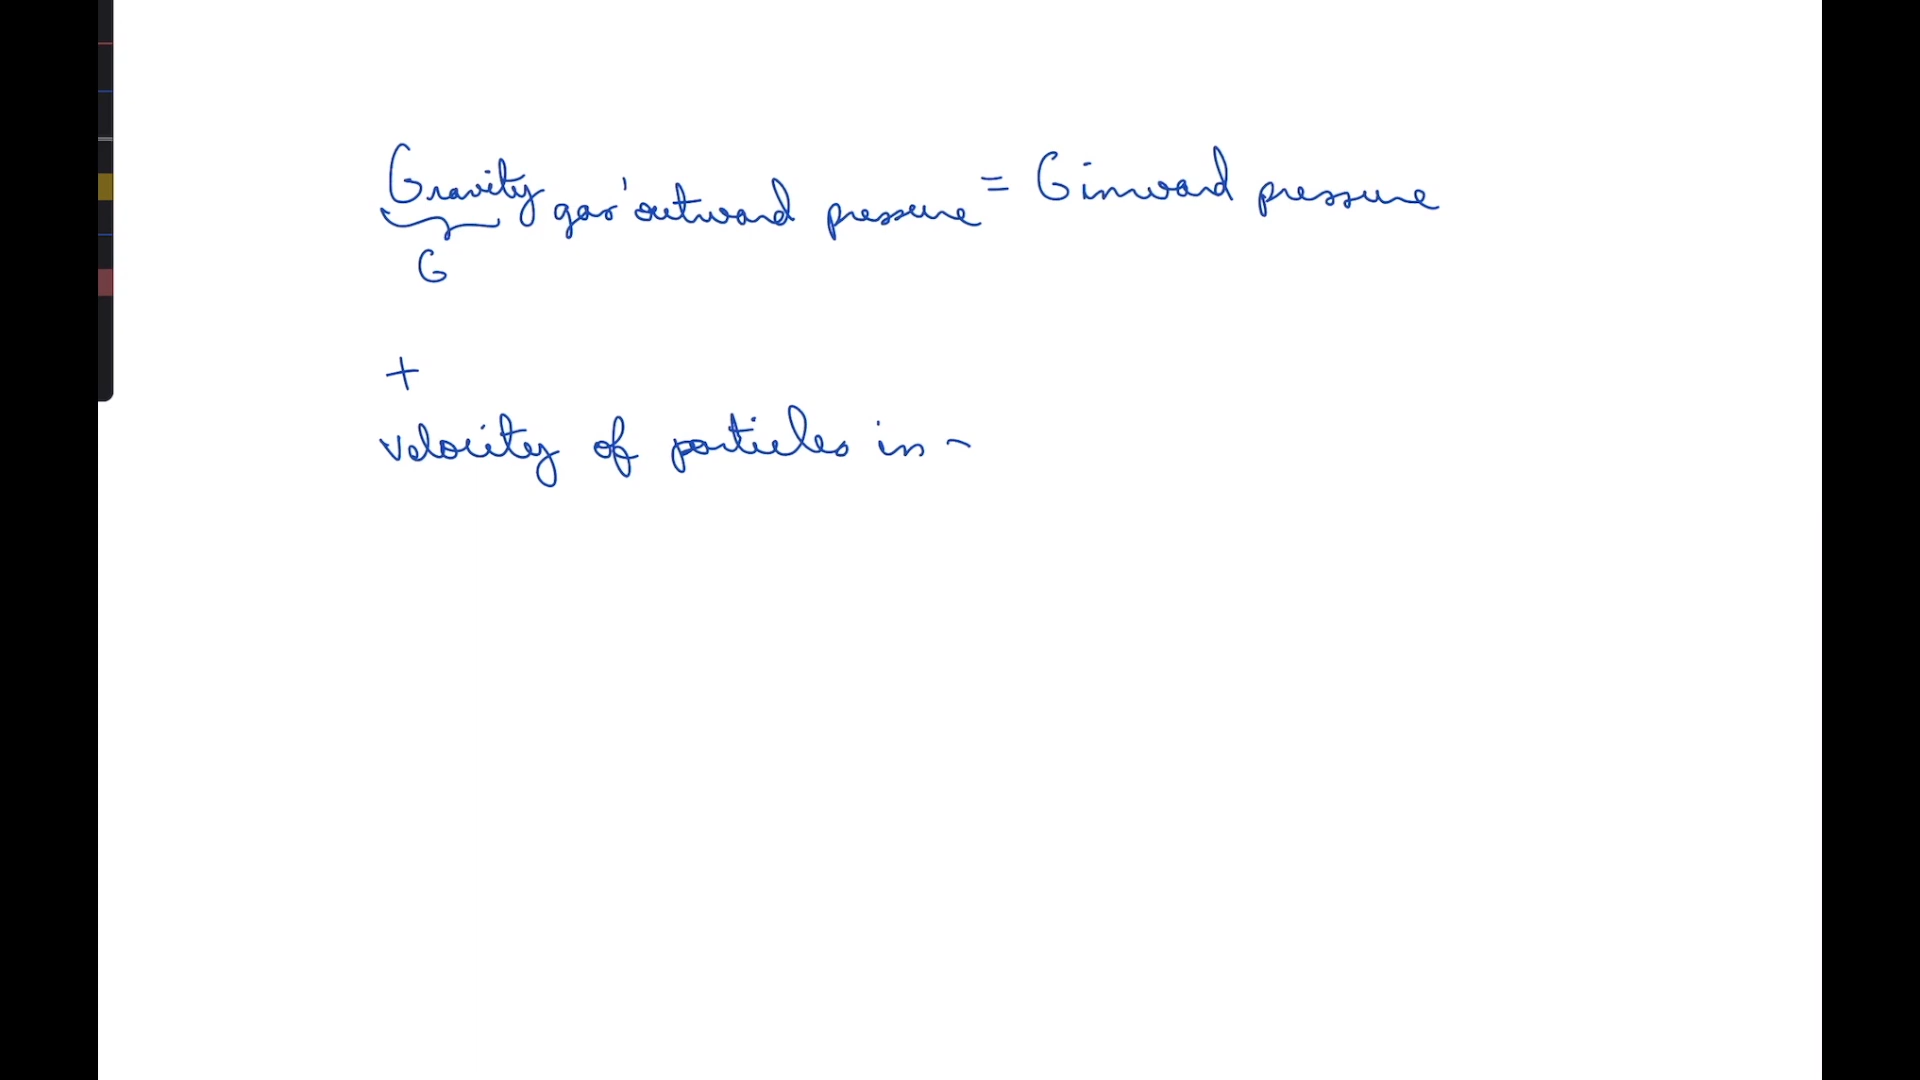 Gravity gas' outward pressure = G inward pressure
G
+
velocity of particles in